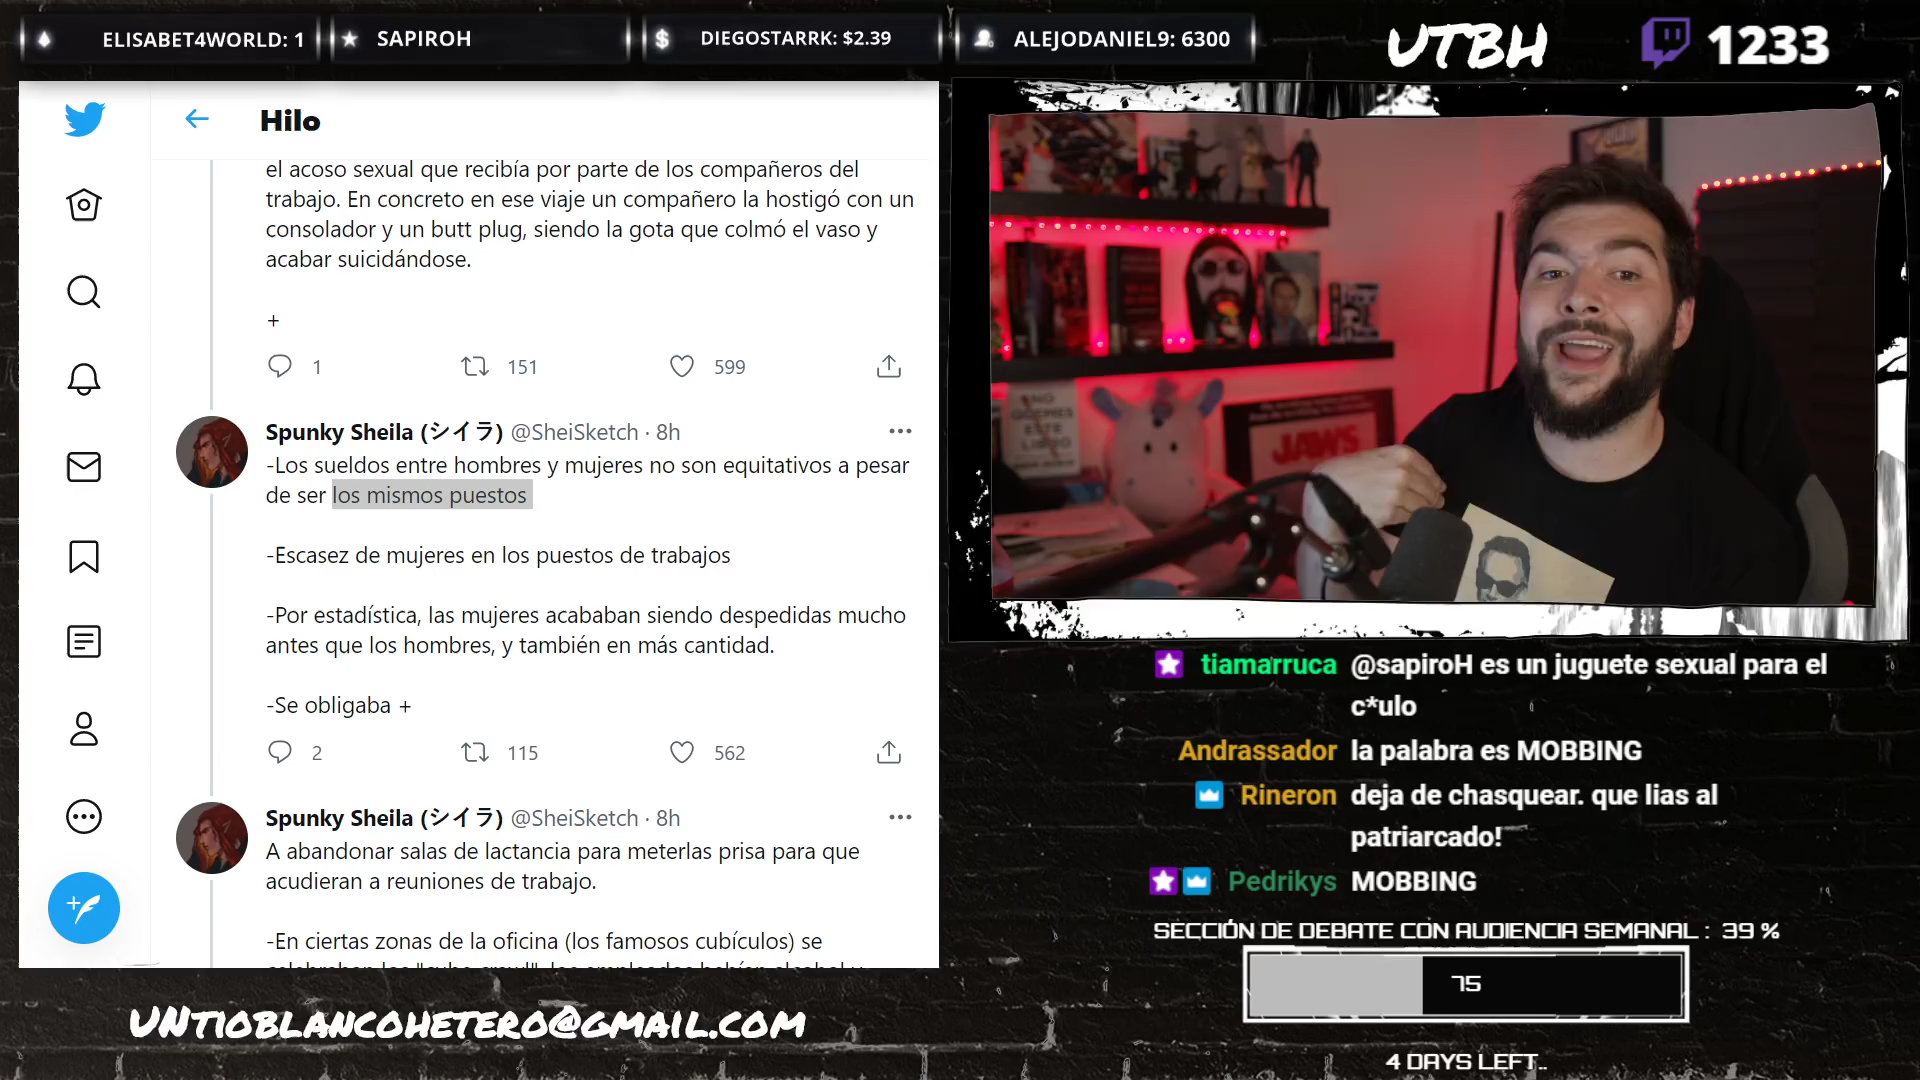 ELISABET4WORLD: 1
SAPIROH
DIEGOSTARRK: $2.39
ALEJODANIEL9: 6300
UTBH
1233
Hilo
el acoso sexual que recibía por parte de los compañeros del
trabajo. En concreto en ese viaje un compañero la hostigó con un
consolador y un butt plug, siendo la gota que colmó el vaso y
acabar suicidándose.
+
1 151 599
Spunky Sheila (シイラ) @SheiSketch · 8h
-Los sueldos entre hombres y mujeres no son equitativos a pesar
de ser los mismos puestos
-Escasez de mujeres en los puestos de trabajos
-Por estadística, las mujeres acababan siendo despedidas mucho
antes que los hombres, y también en más cantidad.
-Se obligaba +
2 115 562
Spunky Sheila (シイラ) @SheiSketch · 8h
A abandonar salas de lactancia para meterlas prisa para que
acudieran a reuniones de trabajo.
-En ciertas zonas de la oficina (los famosos cubículos) se
JAWS
NO
QUIERES
ESTE
LIBRO
tiamarruca @sapiroH es un juguete sexual para el
c*ulo
Andrassador la palabra es MOBBING
Rineron deja de chasquear. que lias al
patriarcado!
Pedrikys MOBBING
SECCIÓN DE DEBATE CON AUDIENCIA SEMANAL : 39 %
75
4 DAYS LEFT..
UNTIOBLANCOHETERO@GMAIL.COM